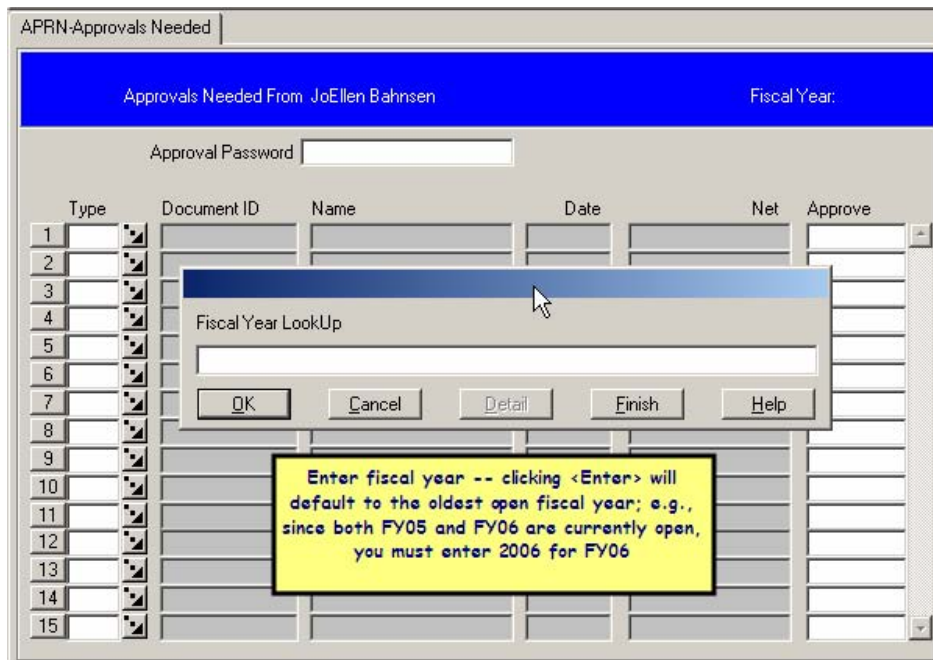 APRN-Approvals Needed
Approvals Needed From JoEllen Bahnsen Fiscal Year:
Approval Password
Type Document ID Name Date Net Approve
1
2
3
4
5
6
7
8
9
10
11
12
13
14
15
Fiscal Year LookUp
OK Cancel Detail Finish Help
Enter fiscal year -- clicking <Enter> will
default to the oldest open fiscal year; e.g.,
since both FY05 and FY06 are currently open,
you must enter 2006 for FY06